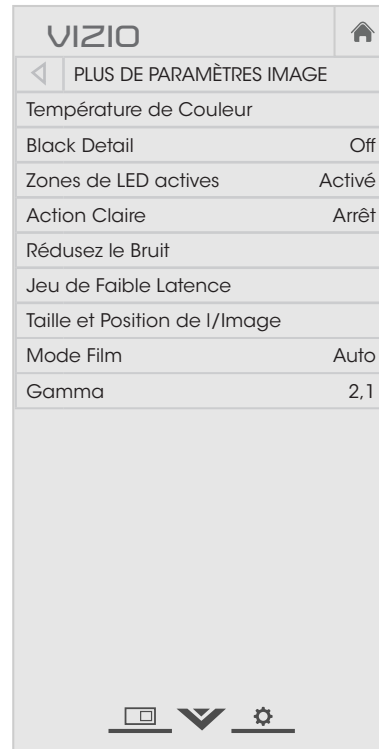 VIZIO
PLUS DE PARAMÈTRES IMAGE
Température de Couleur
Black Detail Off
Zones de LED actives Activé
Action Claire Arrêt
Rédusez le Bruit
Jeu de Faible Latence
Taille et Position de l/Image
Mode Film Auto
Gamma 2,1